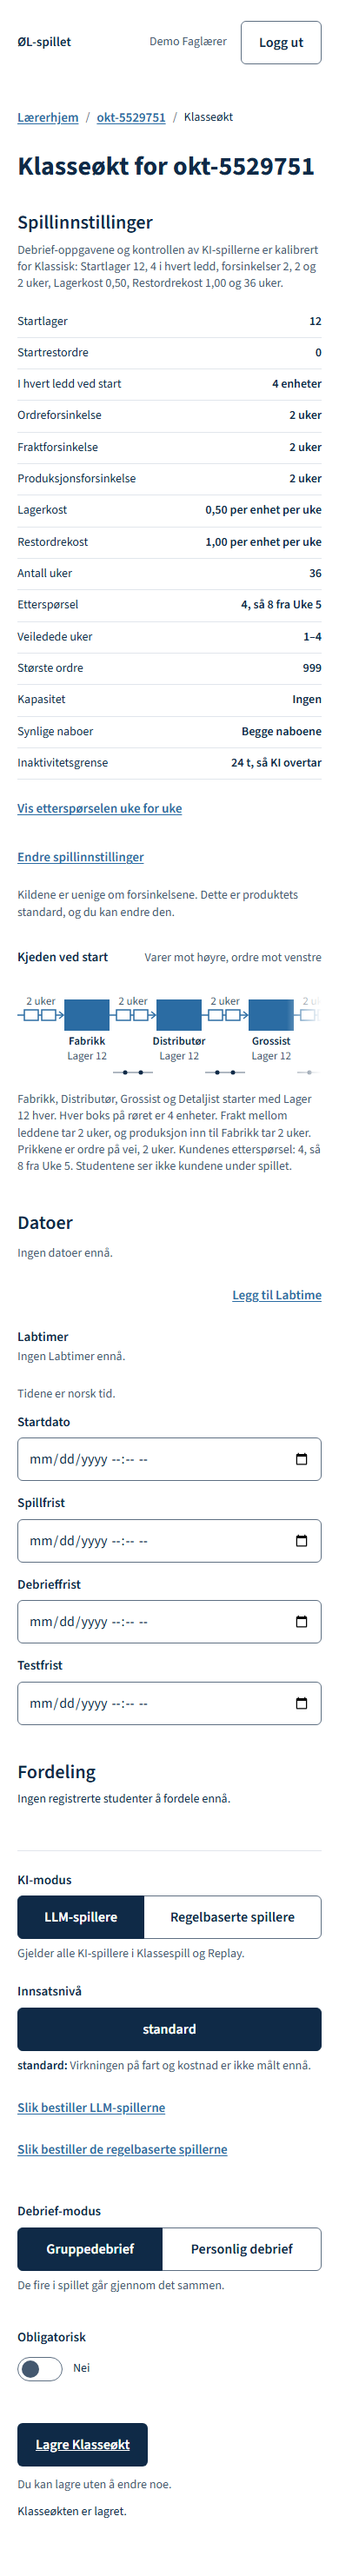 ØL-spillet
Demo Faglærer
Logg ut
Lærerhjem / okt-5529751 / Klasseøkt
Klasseøkt for okt-5529751
Spillinnstillinger
Debrief-oppgavene og kontrollen av KI-spillerne er kalibrert
for Klassisk: Startlager 12, 4 i hvert ledd, forsinkelser 2, 2 og
2 uker, Lagerkost 0,50, Restordrekost 1,00 og 36 uker.
Startlager 12
Startrestordre 0
I hvert ledd ved start 4 enheter
Ordreforsinkelse 2 uker
Fraktforsinkelse 2 uker
Produksjonsforsinkelse 2 uker
Lagerkost 0,50 per enhet per uke
Restordrekost 1,00 per enhet per uke
Antall uker 36
Etterspørsel 4, så 8 fra Uke 5
Veiledede uker 1–4
Største ordre 999
Kapasitet Ingen
Synlige naboer Begge naboene
Inaktivitetsgrense 24 t, så KI overtar
Vis etterspørselen uke for uke
Endre spillinnstillinger
Kildene er uenige om forsinkelsene. Dette er produktets
standard, og du kan endre den.
Kjeden ved start Varer mot høyre, ordre mot venstre
2 uker 2 uker 2 uker 2
Fabrikk Distributør Grossist
Lager 12 Lager 12 Lager 12
Fabrikk, Distributør, Grossist og Detaljist starter med Lager
12 hver. Hver boks på røret er 4 enheter. Frakt mellom
leddene tar 2 uker, og produksjon inn til Fabrikk tar 2 uker.
Prikkene er ordre på vei, 2 uker. Kundenes etterspørsel: 4, så
8 fra Uke 5. Studentene ser ikke kundene under spillet.
Datoer
Ingen datoer ennå.
Legg til Labtime
Labtimer
Ingen Labtimer ennå.
Tidene er norsk tid.
Startdato
mm/dd/yyyy --:-- --
Spillfrist
mm/dd/yyyy --:-- --
Debrieffrist
mm/dd/yyyy --:-- --
Testfrist
mm/dd/yyyy --:-- --
Fordeling
Ingen registrerte studenter å fordele ennå.
KI-modus
LLM-spillere Regelbaserte spillere
Gjelder alle KI-spillere i Klassespill og Replay.
Innsatsnivå
standard
standard: Virkningen på fart og kostnad er ikke målt ennå.
Slik bestiller LLM-spillerne
Slik bestiller de regelbaserte spillerne
Debrief-modus
Gruppedebrief Personlig debrief
De fire i spillet går gjennom det sammen.
Obligatorisk
Nei
Lagre Klasseøkt
Du kan lagre uten å endre noe.
Klasseøkten er lagret.